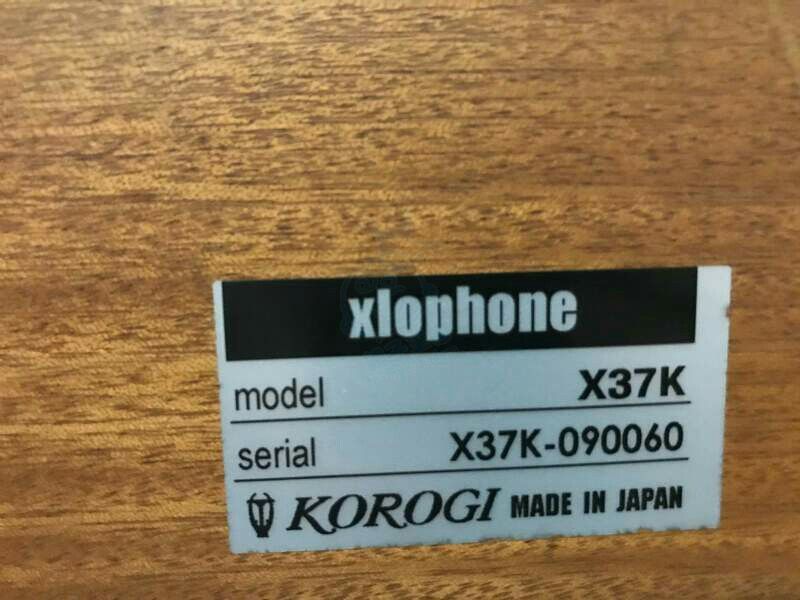 xlophone
model X37K
serial X37K-090060
KOROGI MADE IN JAPAN